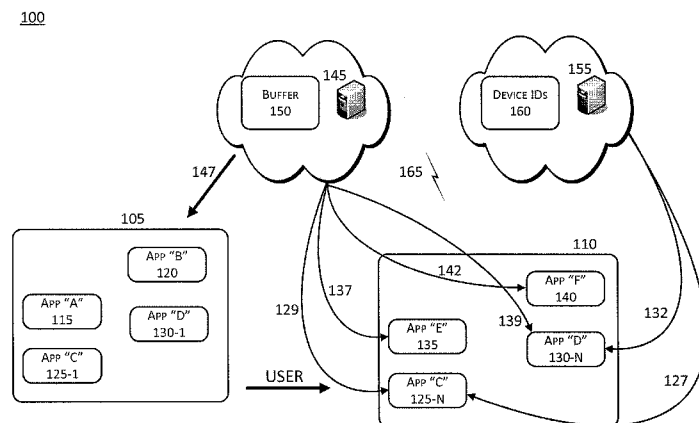 100
BUFFER
150
145
DEVICE IDS
160
155
147
165
105
110
APP "B"
120
APP "A"
115
APP "D"
130-1
APP "C"
125-1
142
137
129
139
132
127
APP "F"
140
APP "E"
135
APP "D"
130-N
APP "C"
125-N
USER